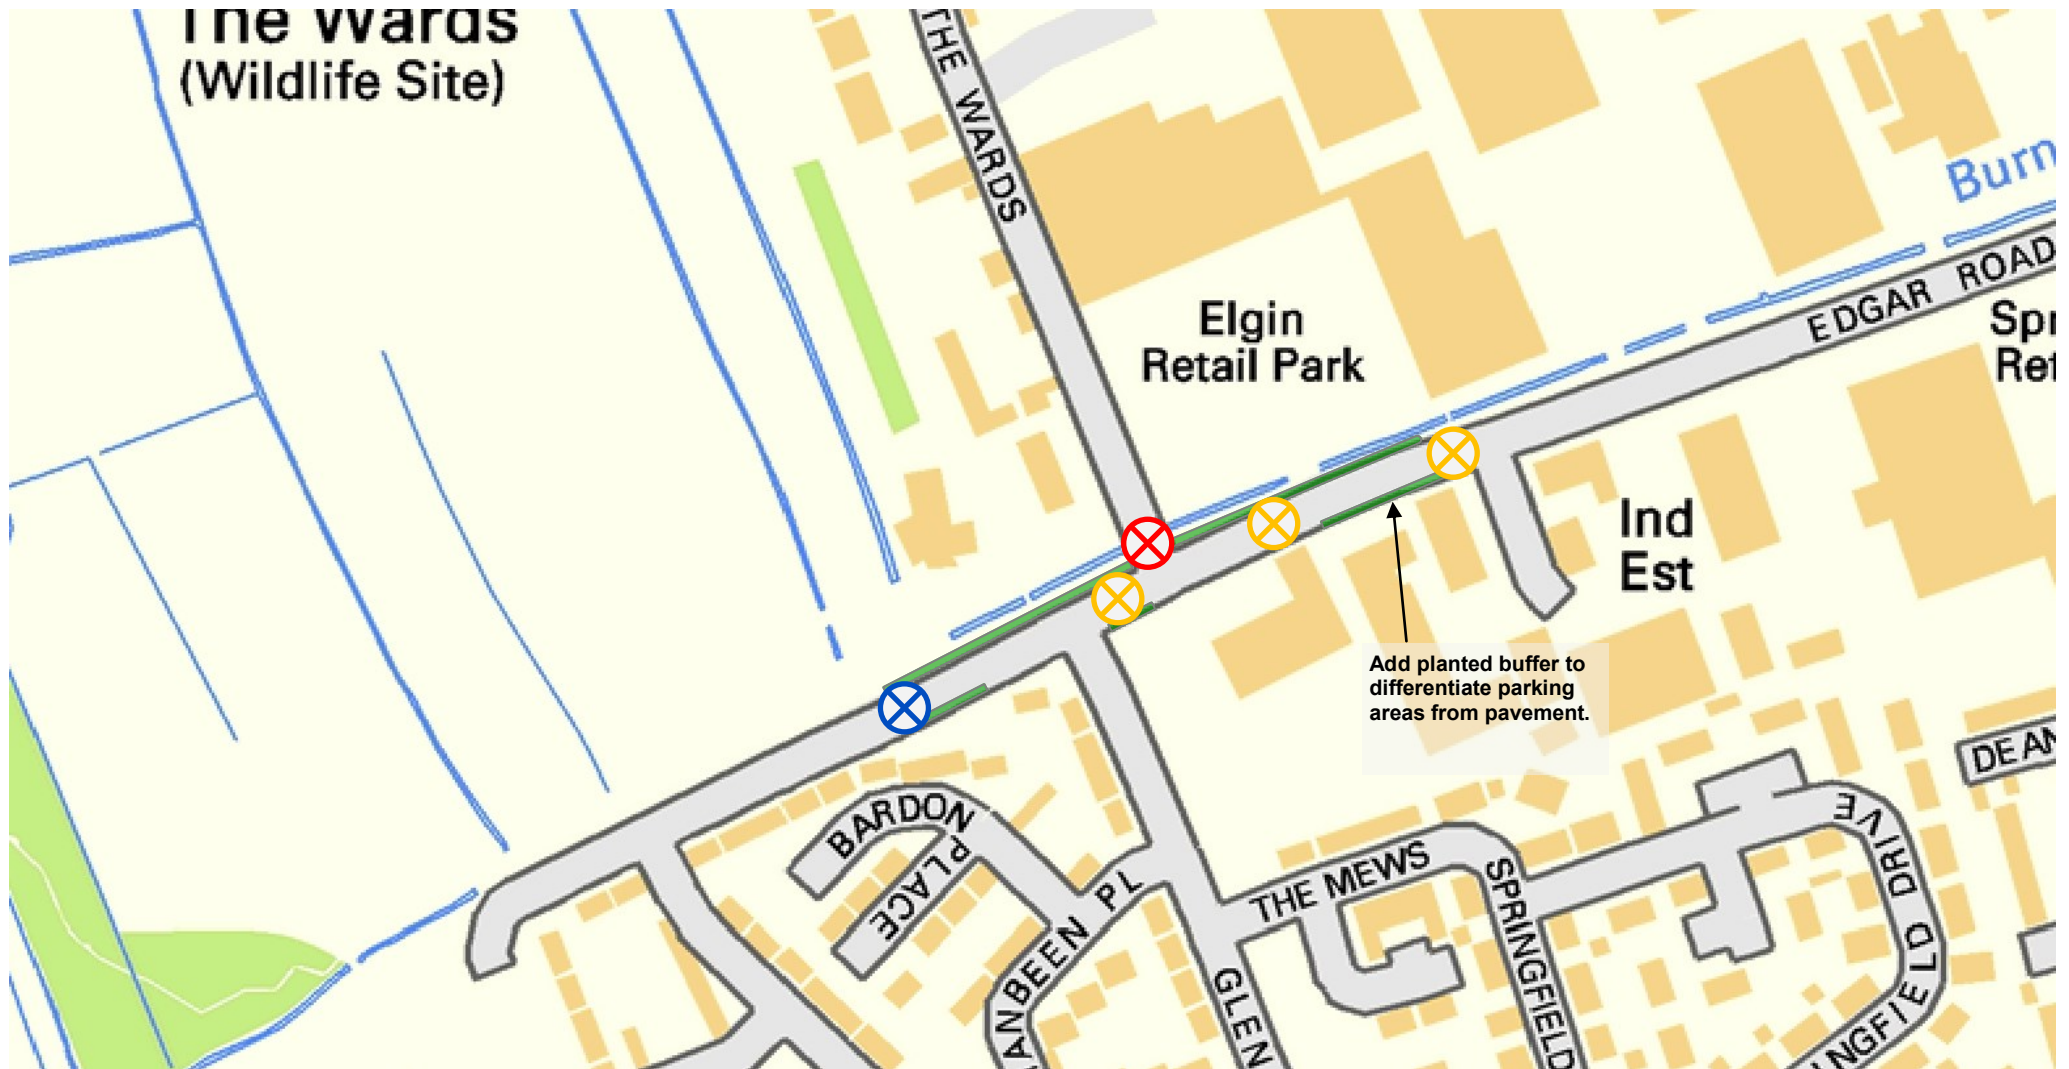 The Wards
(Wildlife Site)
THE WARDS
Burn
EDGAR ROAD
Elgin
Retail Park
Ind
Est
Add planted buffer to
differentiate parking
areas from pavement.
BARDON
PLACE
THE MEWS
SPRINGFIELD
DRIVE
GLEN